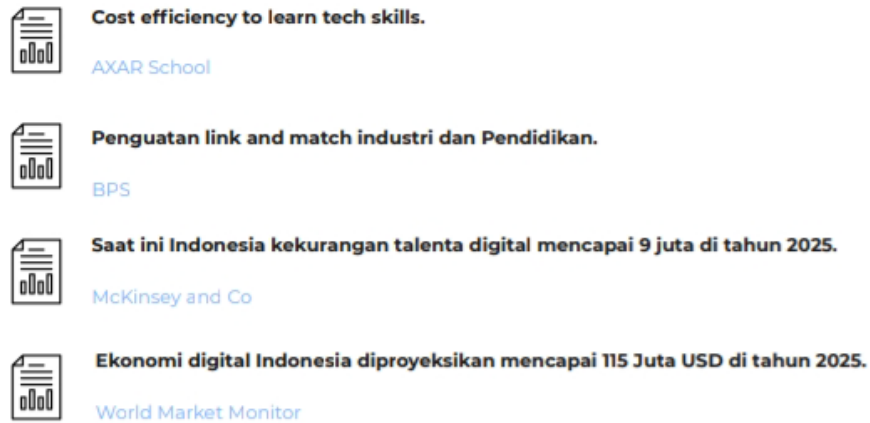 Cost efficiency to learn tech skills.
AXAR School
Penguatan link and match industri dan Pendidikan.
BPS
Saat ini Indonesia kekurangan talenta digital mencapai 9 juta di tahun 2025.
McKinsey and Co
Ekonomi digital Indonesia diproyeksikan mencapai 115 Juta USD di tahun 2025.
World Market Monitor